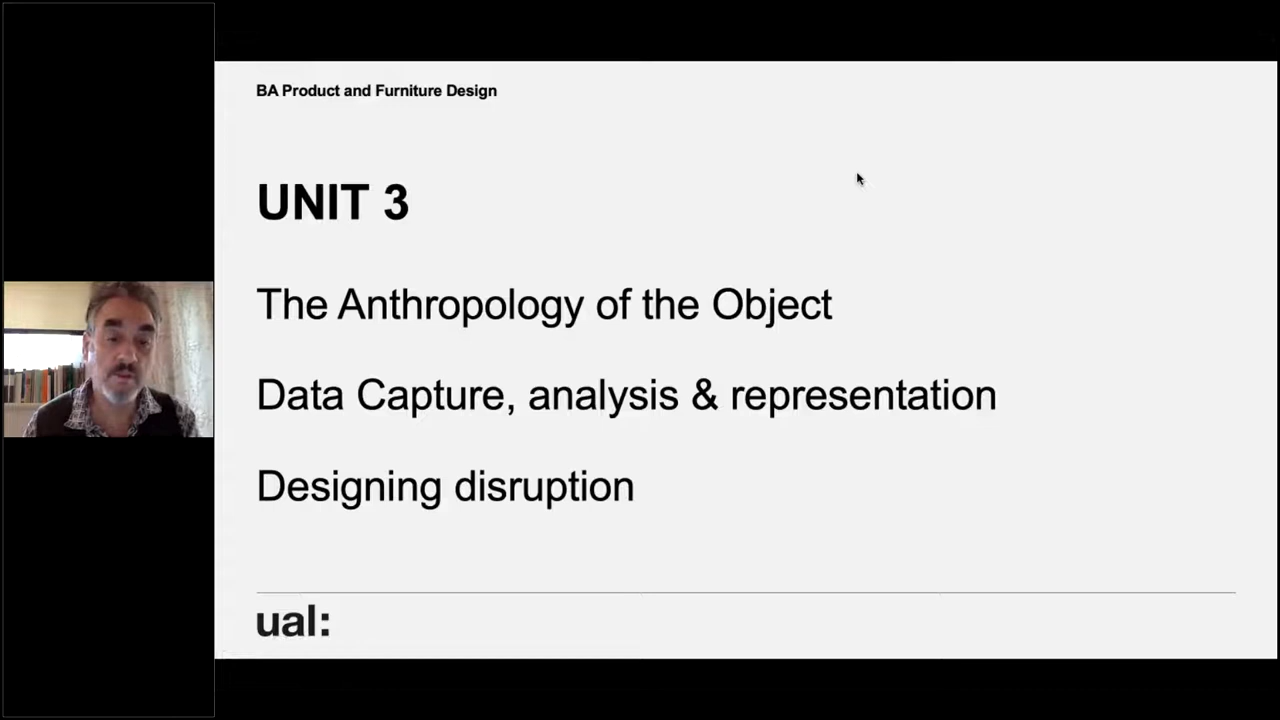 BA Product and Furniture Design
UNIT 3
The Anthropology of the Object
Data Capture, analysis & representation
Designing disruption
ual: